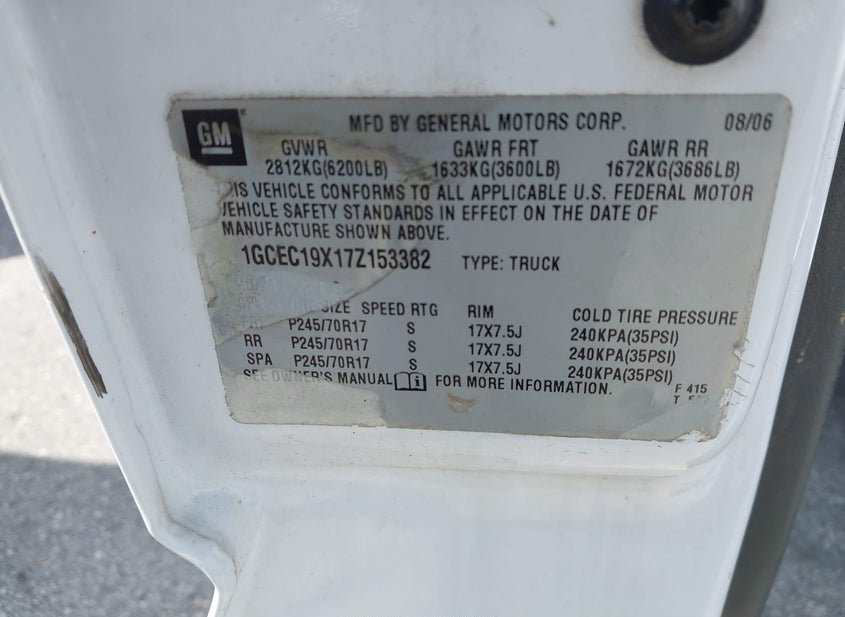 GM
MFD BY GENERAL MOTORS CORP. 08/06
GVWR GAWR FRT GAWR RR
2812KG(6200LB) 1633KG(3600LB) 1672KG(3686LB)
THIS VEHICLE CONFORMS TO ALL APPLICABLE U.S. FEDERAL MOTOR
VEHICLE SAFETY STANDARDS IN EFFECT ON THE DATE OF
MANUFACTURE SHOWN ABOVE.
1GCEC19X17Z153382 TYPE: TRUCK
SIZE SPEED RTG RIM COLD TIRE PRESSURE
FRT P245/70R17 S 17X7.5J 240KPA(35PSI)
RR P245/70R17 S 17X7.5J 240KPA(35PSI)
SPA P245/70R17 S 17X7.5J 240KPA(35PSI)
SEE OWNER'S MANUAL FOR MORE INFORMATION.
F 415
T